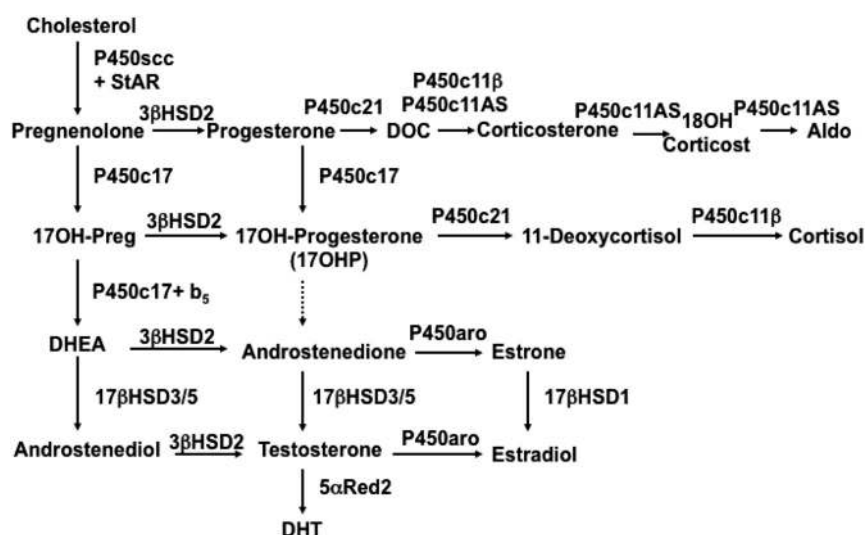 Cholesterol
P450scc
+ StAR
P450c11β
P450c11AS
3βHSD2
P450c21
P450c11AS
P450c11AS
Pregnenolone
Progesterone
DOC
Corticosterone
18OH
Corticost
Aldo
P450c17
P450c17
3βHSD2
P450c21
P450c11β
17OH-Preg
17OH-Progesterone
(17OHP)
11-Deoxycortisol
Cortisol
P450c17+ b₅
3βHSD2
P450aro
DHEA
Androstenedione
Estrone
17βHSD3/5
17βHSD3/5
17βHSD1
3βHSD2
P450aro
Androstenediol
Testosterone
Estradiol
5αRed2
DHT